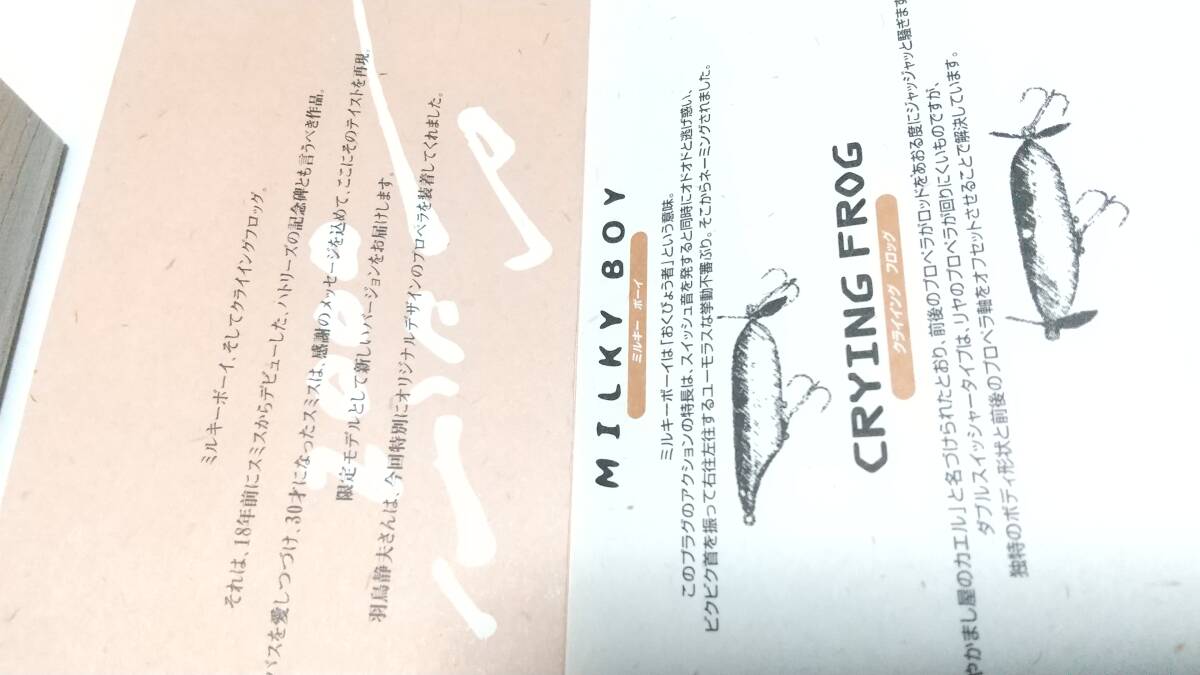 ミルキーボーイ、そしてクライイングフロッグ。
それは、18年前にスミスからデビューした、ハトリーズの記念碑とも言うべき作品。
バスを愛しつづけ、30才になったスミスは、感謝のメッセージを込めて、ここにそのテイストを再現。
限定モデルとして新しいバージョンをお届けします。
羽鳥静夫さんは、今回特別にオリジナルデザインのプロペラを装着してくれました。
MILKY BOY
ミルキー ボーイ
ミルキーボーイは「おくびょう者」という意味。
このプラグのアクションの特長は、スイッシュ音を発すると同時にオドオドと逃げ惑い、
ピクピク首を振って右往左往するユーモラスな挙動不審ぶり。そこからネーミングされました。
CRYING FROG
クライイング フロッグ
やかまし屋のカエル」と名づけられたとおり、前後のプロペラがロッドをあおる度にジャッジャッと騒ぎます
ダブルスイッシャータイプは、リヤのプロペラが回りにくいものですが、
独特のボディ形状と前後のプロペラ軸をオフセットさせることで解決しています。